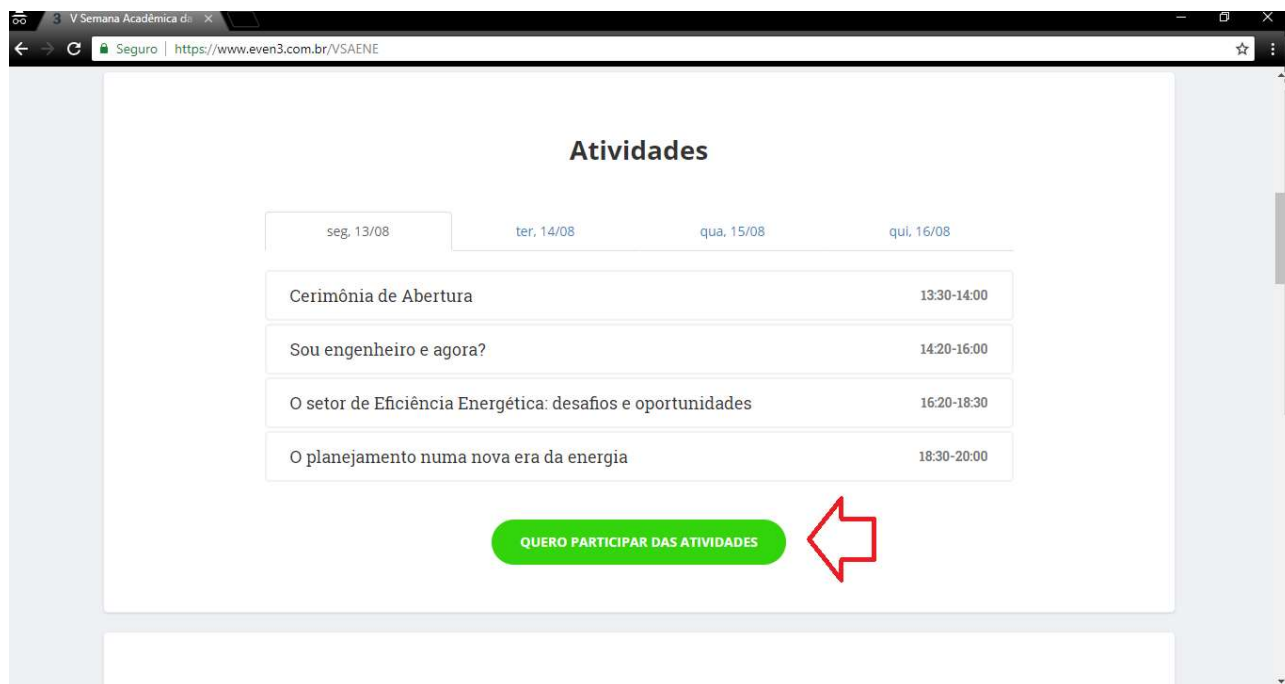 3 V Semana Acadêmica da
Seguro https://www.even3.com.br/VSAENE
Atividades
seg, 13/08 ter, 14/08 qua, 15/08 qui, 16/08
Cerimônia de Abertura 13:30-14:00
Sou engenheiro e agora? 14:20-16:00
O setor de Eficiência Energética: desafios e oportunidades 16:20-18:30
O planejamento numa nova era da energia 18:30-20:00
QUERO PARTICIPAR DAS ATIVIDADES